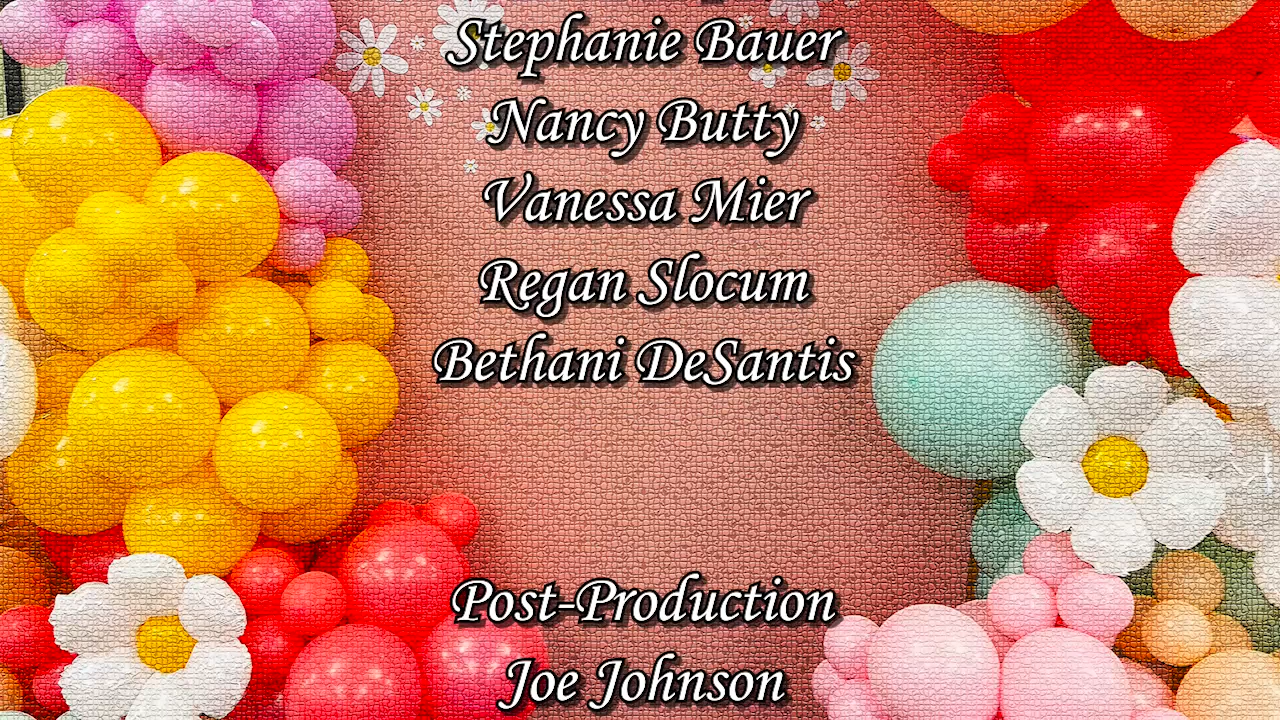 Stephanie Bauer
Nancy Butty
Vanessa Mier
Regan Slocum
Bethani DeSantis
Post-Production
Joe Johnson